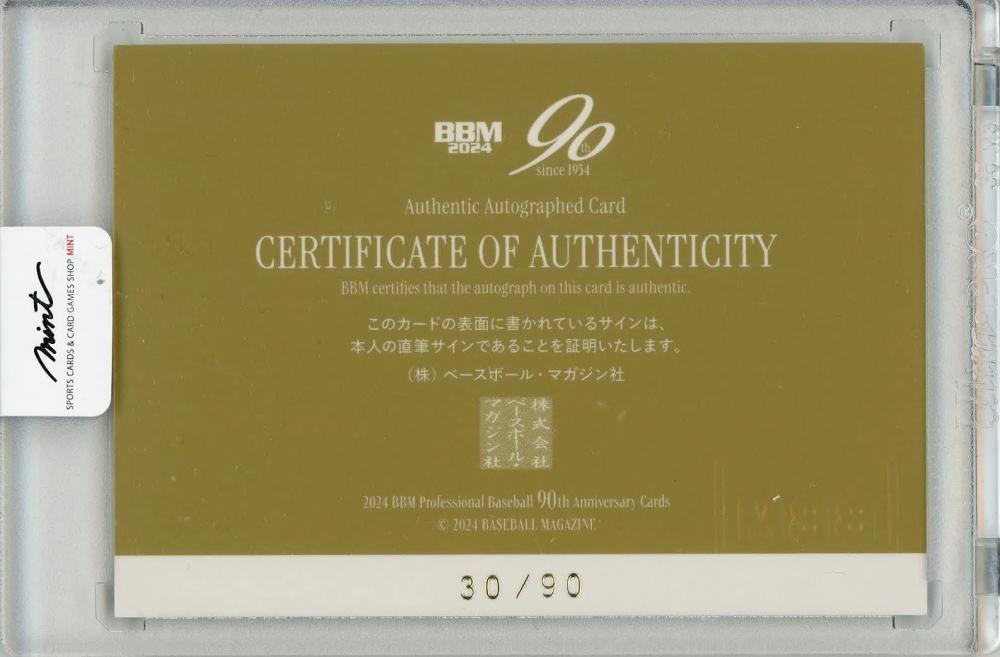 BBM
2024
90th
since 1934
Authentic Autographed Card
CERTIFICATE OF AUTHENTICITY
BBM certifies that the autograph on this card is authentic.
このカードの表面に書かれているサインは、
本人の直筆サインであることを証明いたします。
(株)ベースボール・マガジン社
株式会社
ベースボール・
マガジン社
2024 BBM Professional Baseball 90th Anniversary Cards
© 2024 BASEBALL MAGAZINE
30/90
mint
SPORTS CARDS & CARD GAMES SHOP MINT